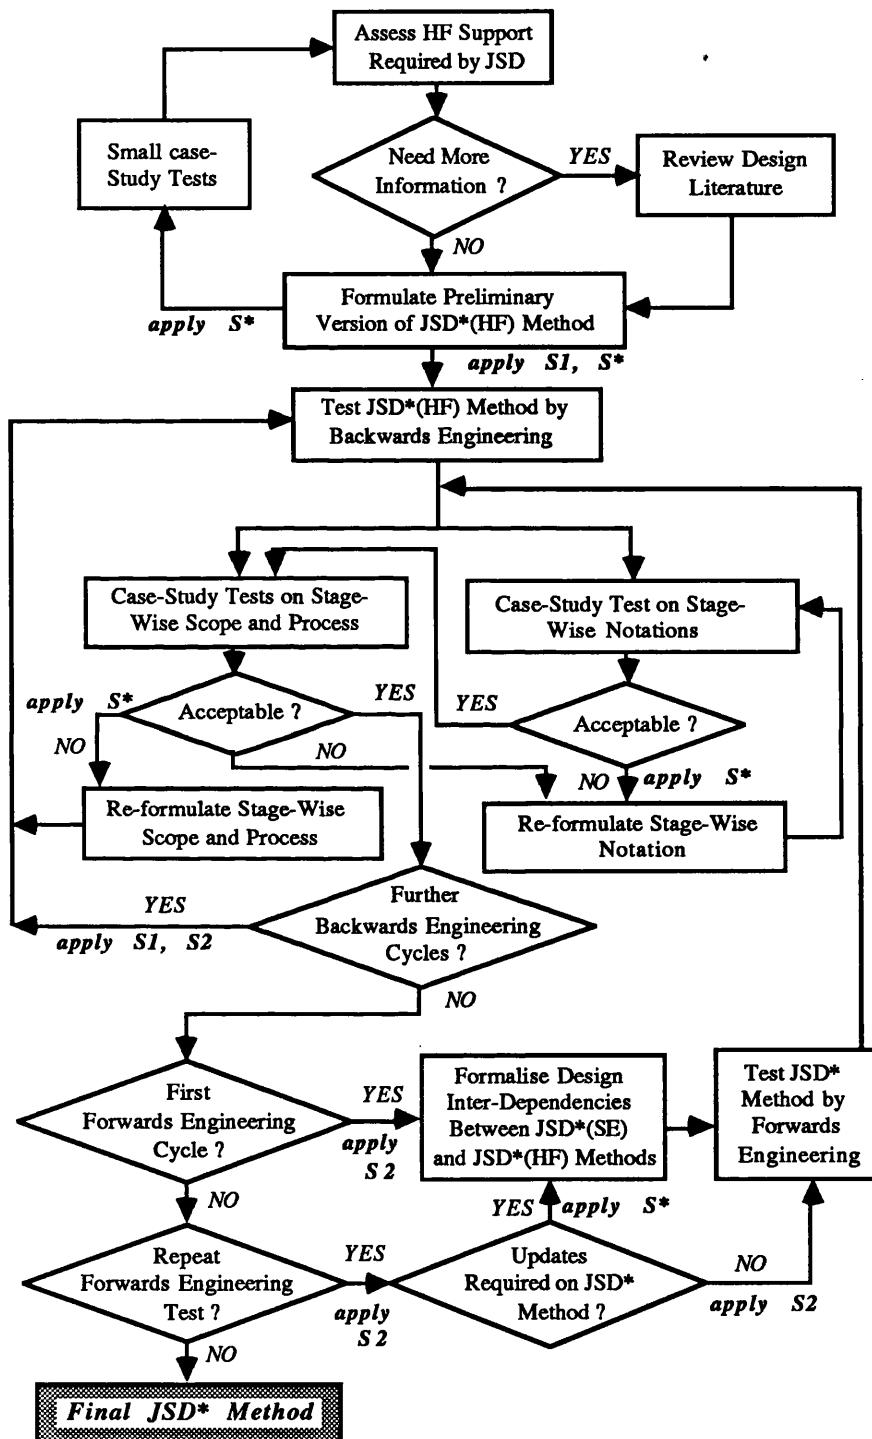 Assess HF Support
Required by JSD
Small case-
Study Tests
Need More
Information ?
YES
Review Design
Literature
NO
Formulate Preliminary
Version of JSD*(HF) Method
apply S*
apply S1, S*
Test JSD*(HF) Method by
Backwards Engineering
Case-Study Tests on Stage-
Wise Scope and Process
Case-Study Test on Stage-
Wise Notations
apply S*
Acceptable ?
YES
YES
Acceptable ?
NO
NO
NO
apply S*
Re-formulate Stage-Wise
Scope and Process
Re-formulate Stage-Wise
Notation
Further
Backwards Engineering
Cycles ?
YES
apply S1, S2
NO
First
Forwards Engineering
Cycle ?
YES
apply
S2
Formalise Design
Inter-Dependencies
Between JSD*(SE)
and JSD*(HF) Methods
Test JSD*
Method by
Forwards
Engineering
NO
YES
apply S*
Repeat
Forwards Engineering
Test ?
YES
apply
S2
Updates
Required on JSD*
Method ?
NO
apply S2
NO
Final JSD* Method